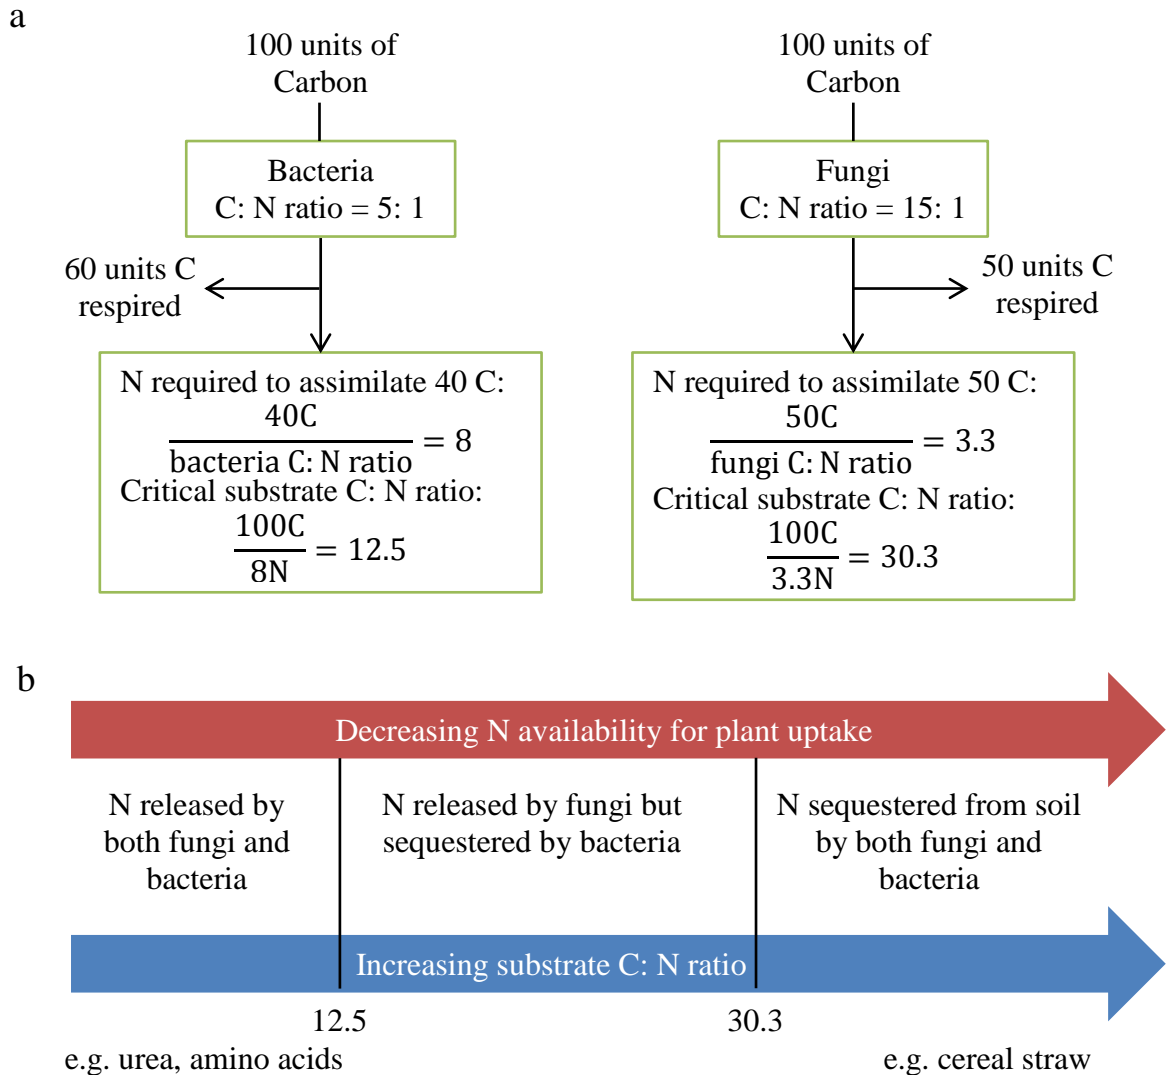 a
100 units of
Carbon
Bacteria
C: N ratio = 5: 1
60 units C
respired
N required to assimilate 40 C:
40C
bacteria C: N ratio
= 8
Critical substrate C: N ratio:
100C
8N
= 12.5
100 units of
Carbon
Fungi
C: N ratio = 15: 1
50 units C
respired
N required to assimilate 50 C:
50C
fungi C: N ratio
= 3.3
Critical substrate C: N ratio:
100C
3.3N
= 30.3
b
Decreasing N availability for plant uptake
N released by
both fungi and
bacteria
N released by fungi but
sequestered by bacteria
N sequestered from soil
by both fungi and
bacteria
Increasing substrate C: N ratio
12.5
30.3
e.g. urea, amino acids
e.g. cereal straw